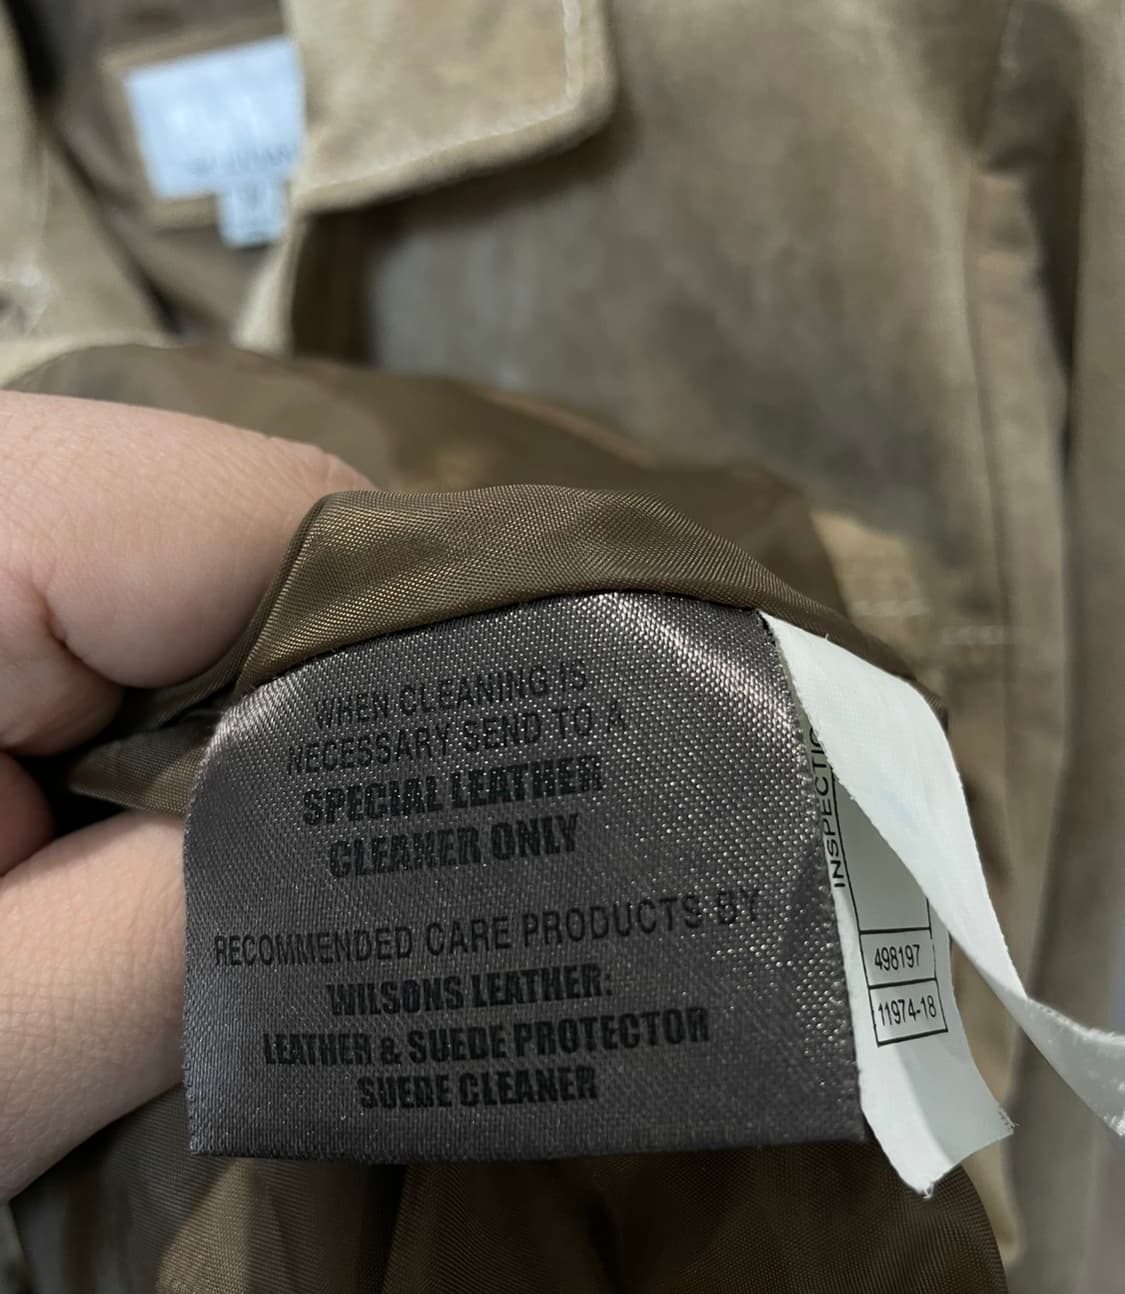 WHEN CLEANING IS
NECESSARY SEND TO A
SPECIAL LEATHER
CLEANER ONLY
RECOMMENDED CARE PRODUCTS BY
WILSONS LEATHER:
LEATHER & SUEDE PROTECTOR
SUEDE CLEANER
498197
11974-18